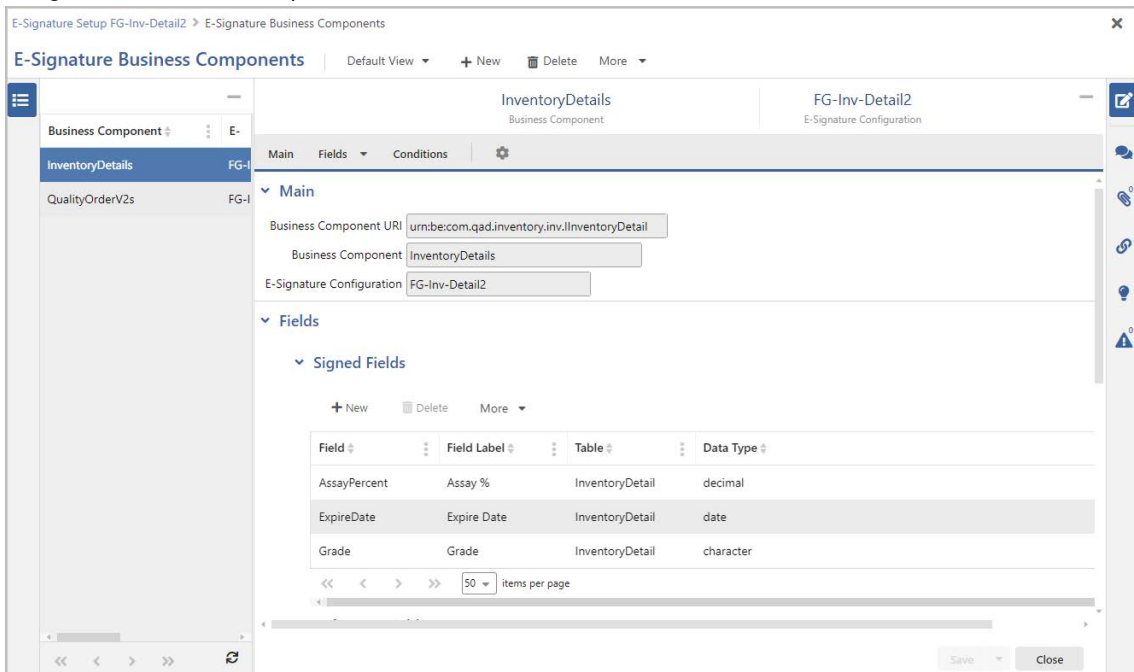 E-Signature Setup FG-Inv-Detail2 > E-Signature Business Components
E-Signature Business Components Default View + New Delete More
InventoryDetails FG-Inv-Detail2
Business Component E-Signature Configuration
Business Component E-
InventoryDetails FG-I
QualityOrderV2s FG-I
Main Fields Conditions
Main
Business Component URI urn:be:com.qad.inventory.inv.IInventoryDetail
Business Component InventoryDetails
E-Signature Configuration FG-Inv-Detail2
Fields
Signed Fields
+ New Delete More
Field Field Label Table Data Type
AssayPercent Assay % InventoryDetail decimal
ExpireDate Expire Date InventoryDetail date
Grade Grade InventoryDetail character
50 items per page
Save Close
0
0